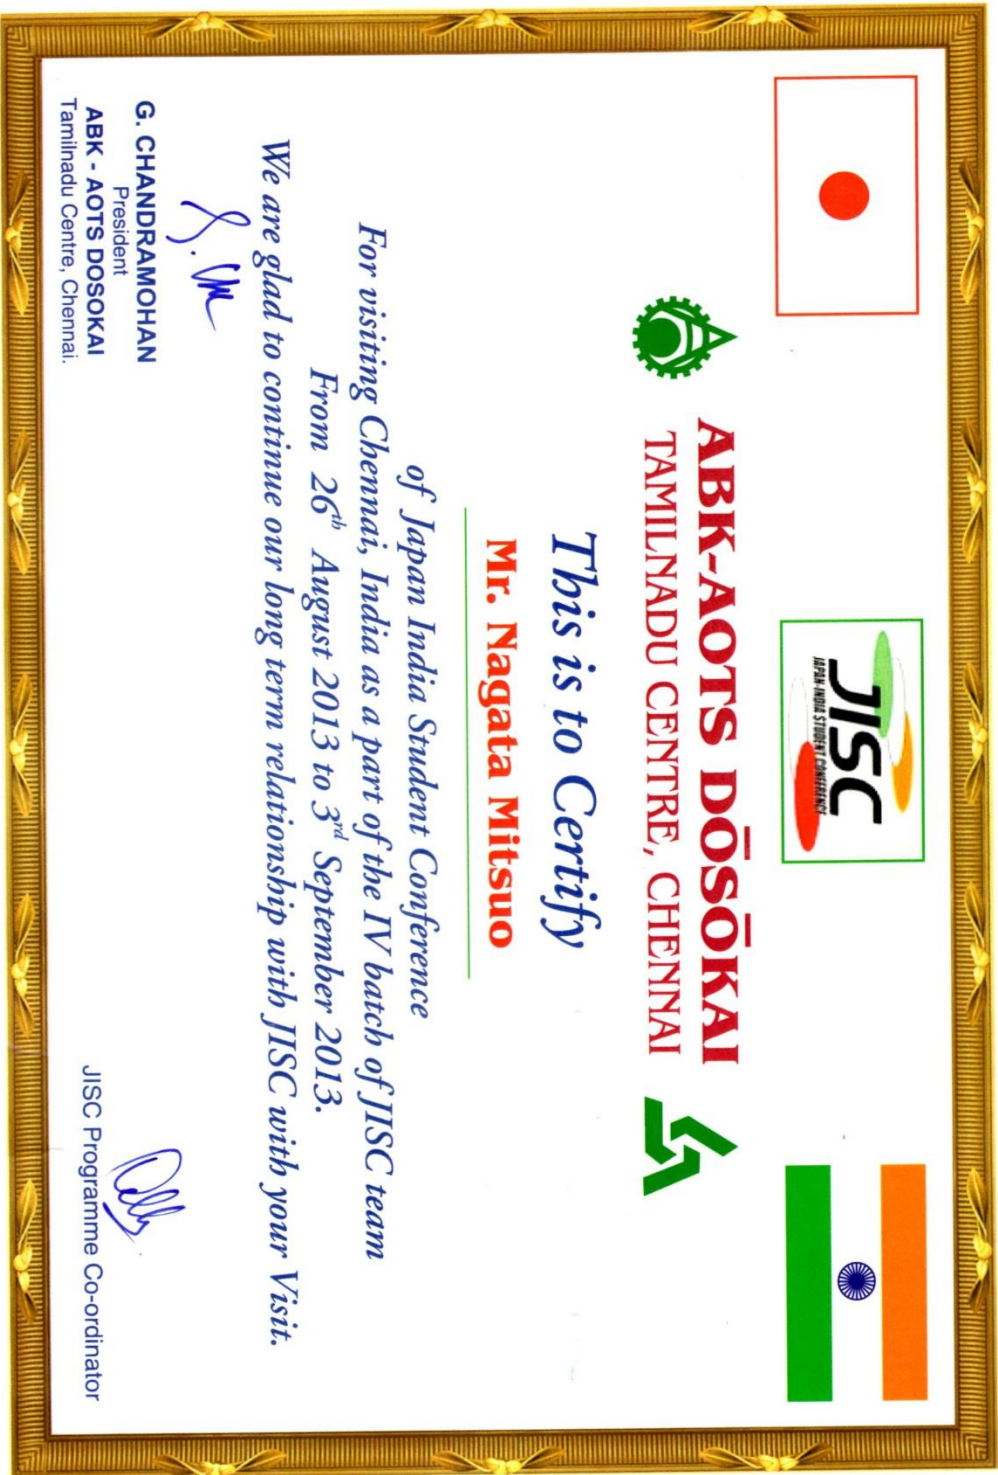 JISC
JAPAN-INDIA STUDENT CONFERENCE
ABK-AOTS DŌSŌKAI
TAMILNADU CENTRE, CHENNAI
This is to Certify
Mr. Nagata Mitsuo
of Japan India Student Conference
For visiting Chennai, India as a part of the IV batch of JISC team
From 26th August 2013 to 3rd September 2013.
We are glad to continue our long term relationship with JISC with your Visit.
G. CHANDRAMOHAN
President
ABK - AOTS DOSOKAI
Tamilnadu Centre, Chennai.
JISC Programme Co-ordinator